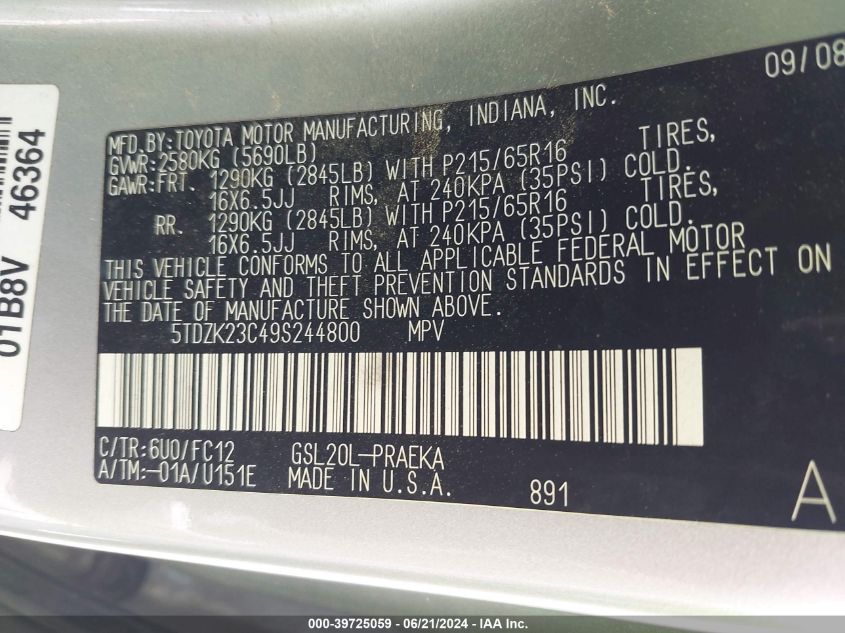 09/08
MFD.BY:TOYOTA MOTOR MANUFACTURING, INDIANA, INC.
GVWR:2580KG (5690LB)
GAWR:FRT. 1290KG (2845LB) WITH P215/65R16 TIRES,
16X6.5JJ RIMS, AT 240KPA (35PSI) COLD.
RR. 1290KG (2845LB) WITH P215/65R16 TIRES,
16X6.5JJ RIMS, AT 240KPA (35PSI) COLD.
THIS VEHICLE CONFORMS TO ALL APPLICABLE FEDERAL MOTOR
VEHICLE SAFETY AND THEFT PREVENTION STANDARDS IN EFFECT ON
THE DATE OF MANUFACTURE SHOWN ABOVE.
5TDZK23C49S244800 MPV
C/TR:6U0/FC12 GSL20L-PRAEKA
A/TM:-01A/U151E MADE IN U.S.A. 891
A
01B8V 46364
000-39725059 - 06/21/2024 - IAA Inc.